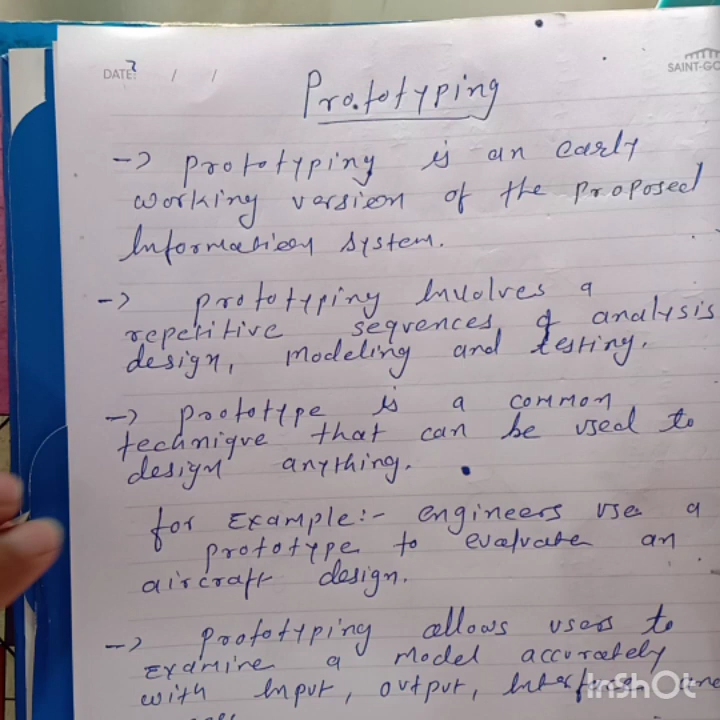 DATE: / /
SAINT-GO
Prototyping
-> Prototyping is an early
working version of the proposed
Information System.
-> Prototyping Involves a
repetitive sequences of analysis
design, modeling and testing.
-> Prototype is a common
technique that can be used to
design anything.
for Example:- engineers use a
prototype to evaluate an
aircraft design.
-> Prototyping allows users to
Examine a model accurately
with Input, output, Interface and
InShOt